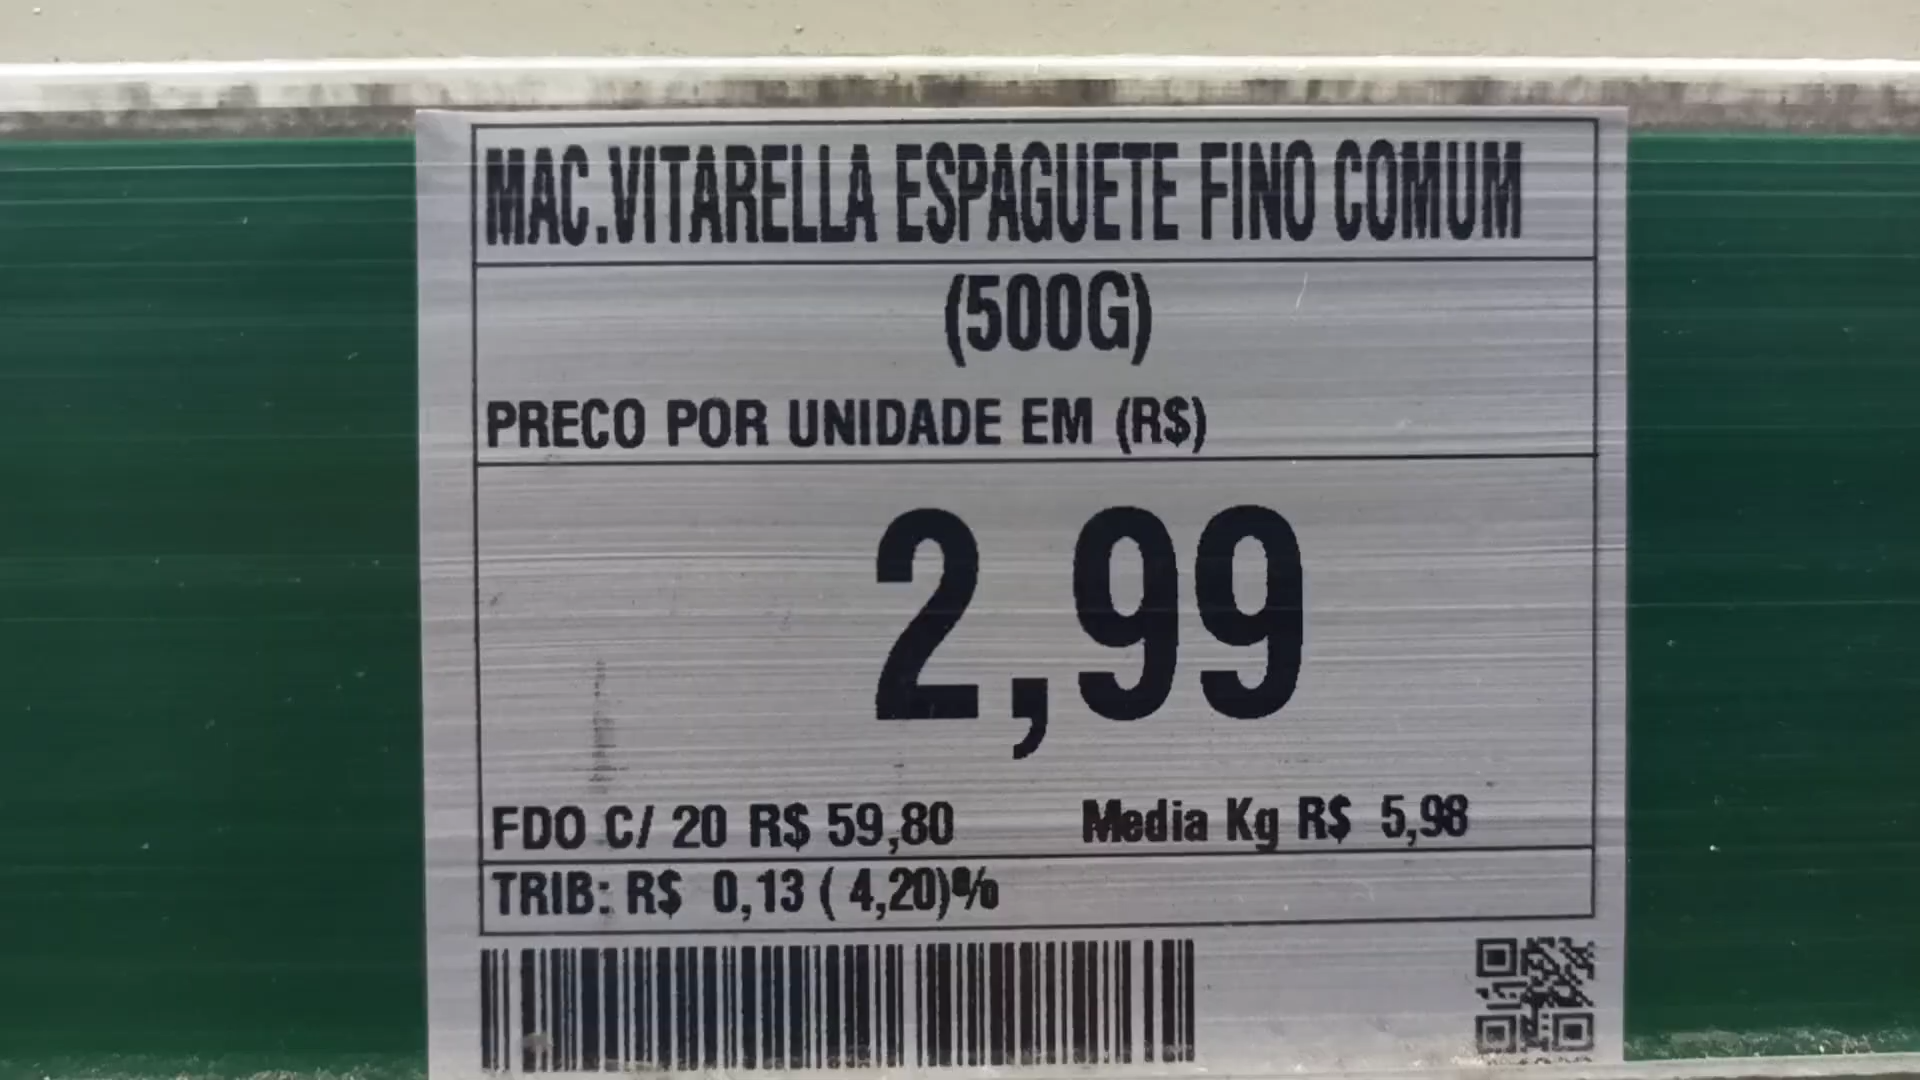 MAC.VITARELLA ESPAGUETE FINO COMUM
(500G)
PRECO POR UNIDADE EM (R$)
2,99
FDO C/ 20 R$ 59,80 Media Kg R$ 5,98
TRIB: R$ 0,13 ( 4,20)%